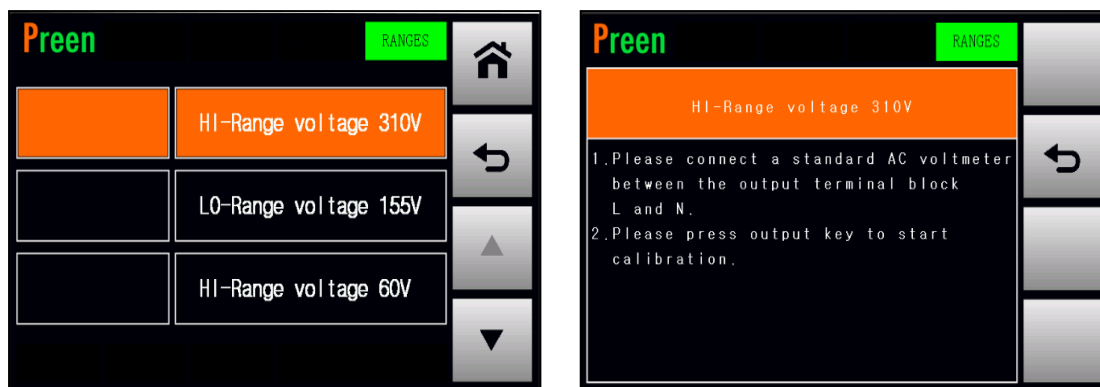 Preen
RANGES
HI-Range voltage 310V
LO-Range voltage 155V
HI-Range voltage 60V
Preen
RANGES
HI-Range voltage 310V
1.Please connect a standard AC voltmeter
between the output terminal block
L and N.
2.Please press output key to start
calibration.